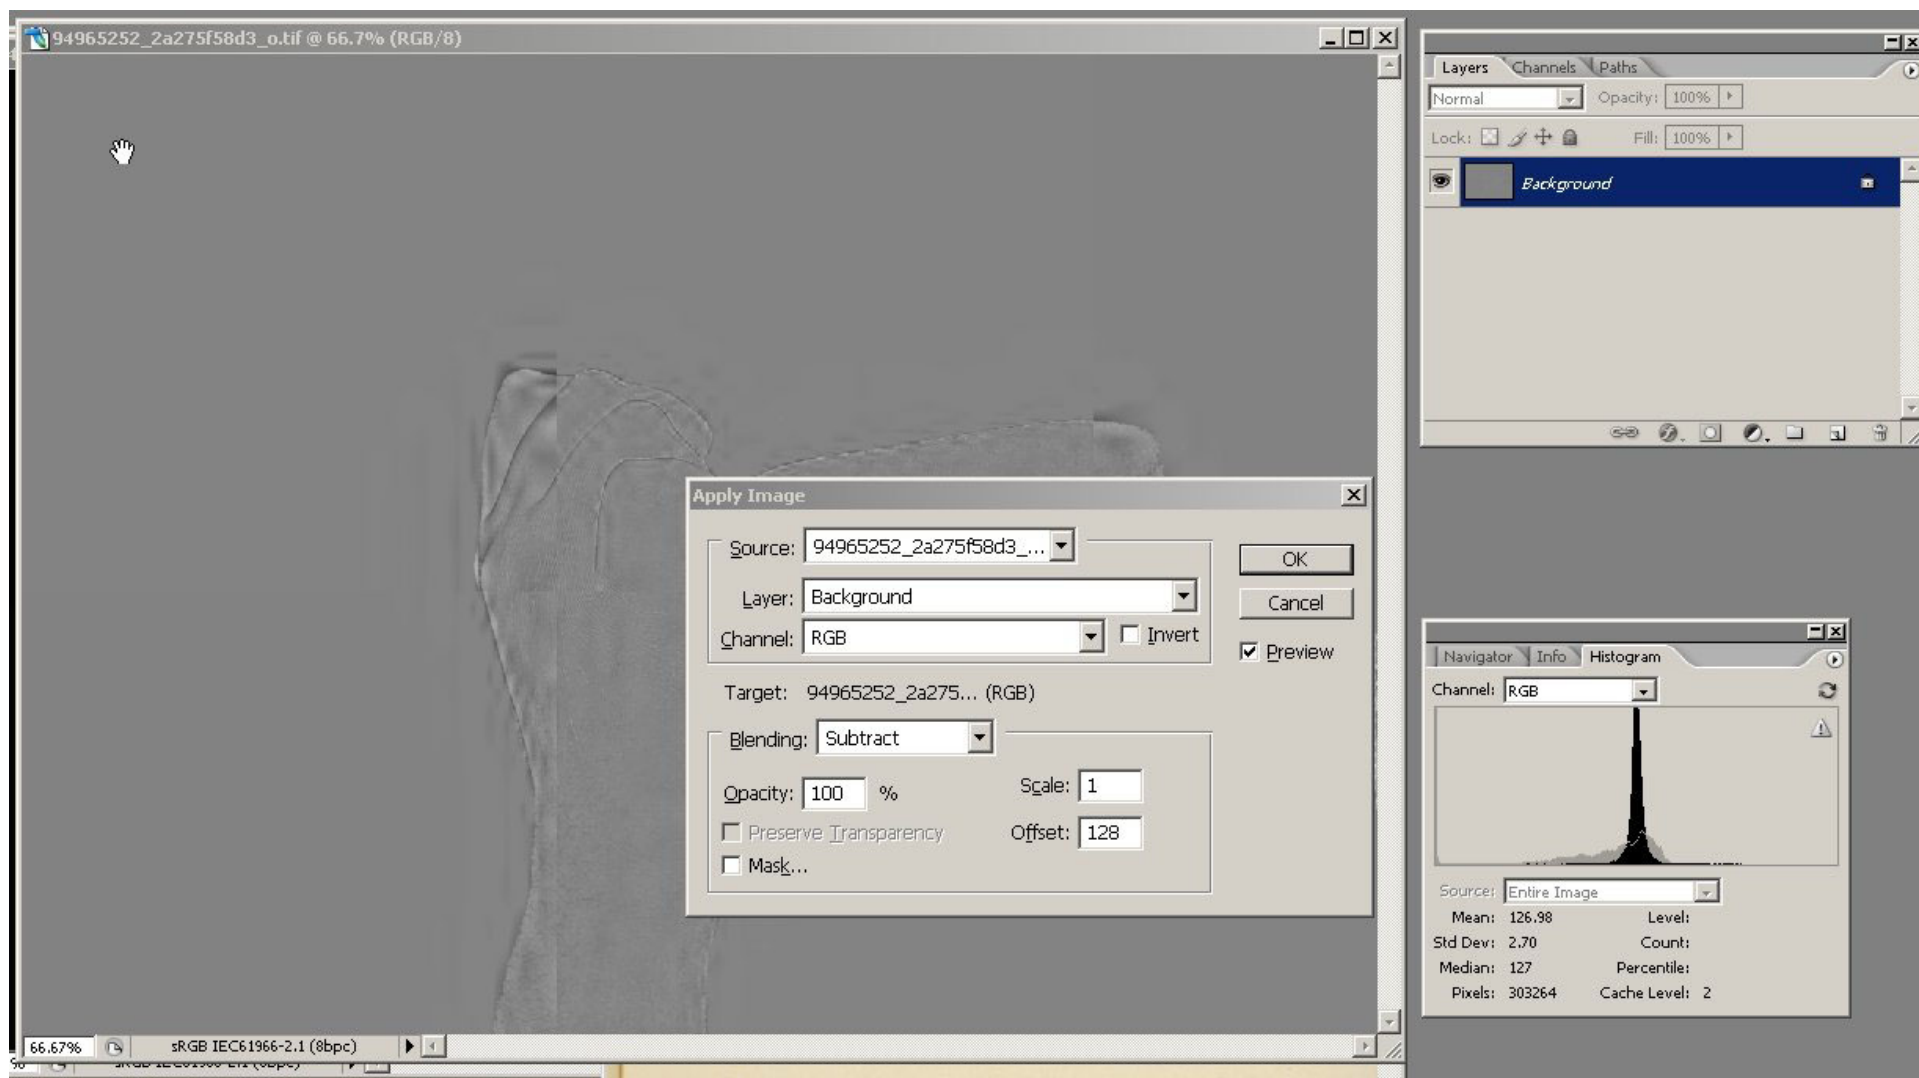 94965252_2a275f58d3_o.tif @ 66.7% (RGB/8)
Layers Channels Paths
Normal Opacity: 100%
Lock: Fill: 100%
Background
Apply Image
Source: 94965252_2a275f58d3_...
OK
Layer: Background
Cancel
Channel: RGB Invert
Preview
Target: 94965252_2a275... (RGB)
Blending: Subtract
Opacity: 100 % Scale: 1
Preserve Transparency Offset: 128
Mask...
Navigator Info Histogram
Channel: RGB
Source: Entire Image
Mean: 126.98 Level:
Std Dev: 2.70 Count:
Median: 127 Percentile:
Pixels: 303264 Cache Level: 2
66.67% sRGB IEC61966-2.1 (8bpc)